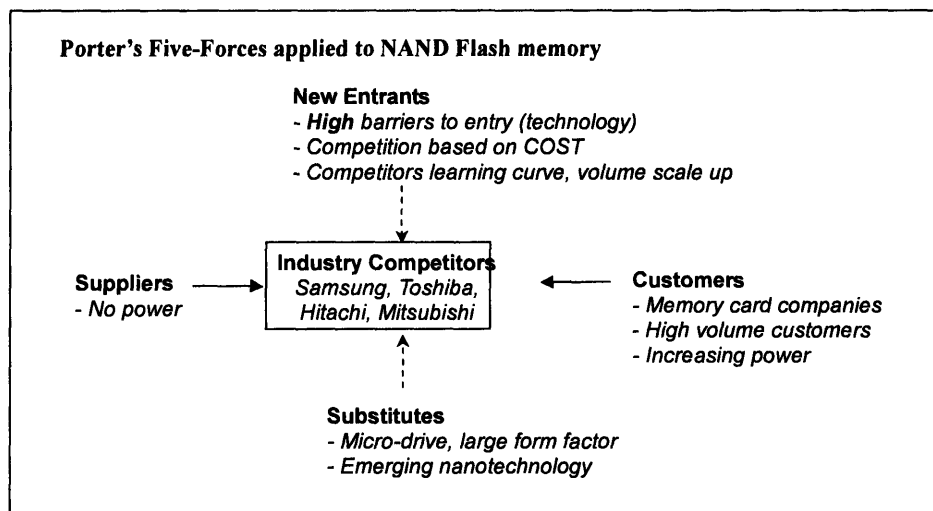 Porter's Five-Forces applied to NAND Flash memory
New Entrants
- High barriers to entry (technology)
- Competition based on COST
- Competitors learning curve, volume scale up
Industry Competitors
Samsung, Toshiba,
Hitachi, Mitsubishi
Suppliers
- No power
Customers
- Memory card companies
- High volume customers
- Increasing power
Substitutes
- Micro-drive, large form factor
- Emerging nanotechnology